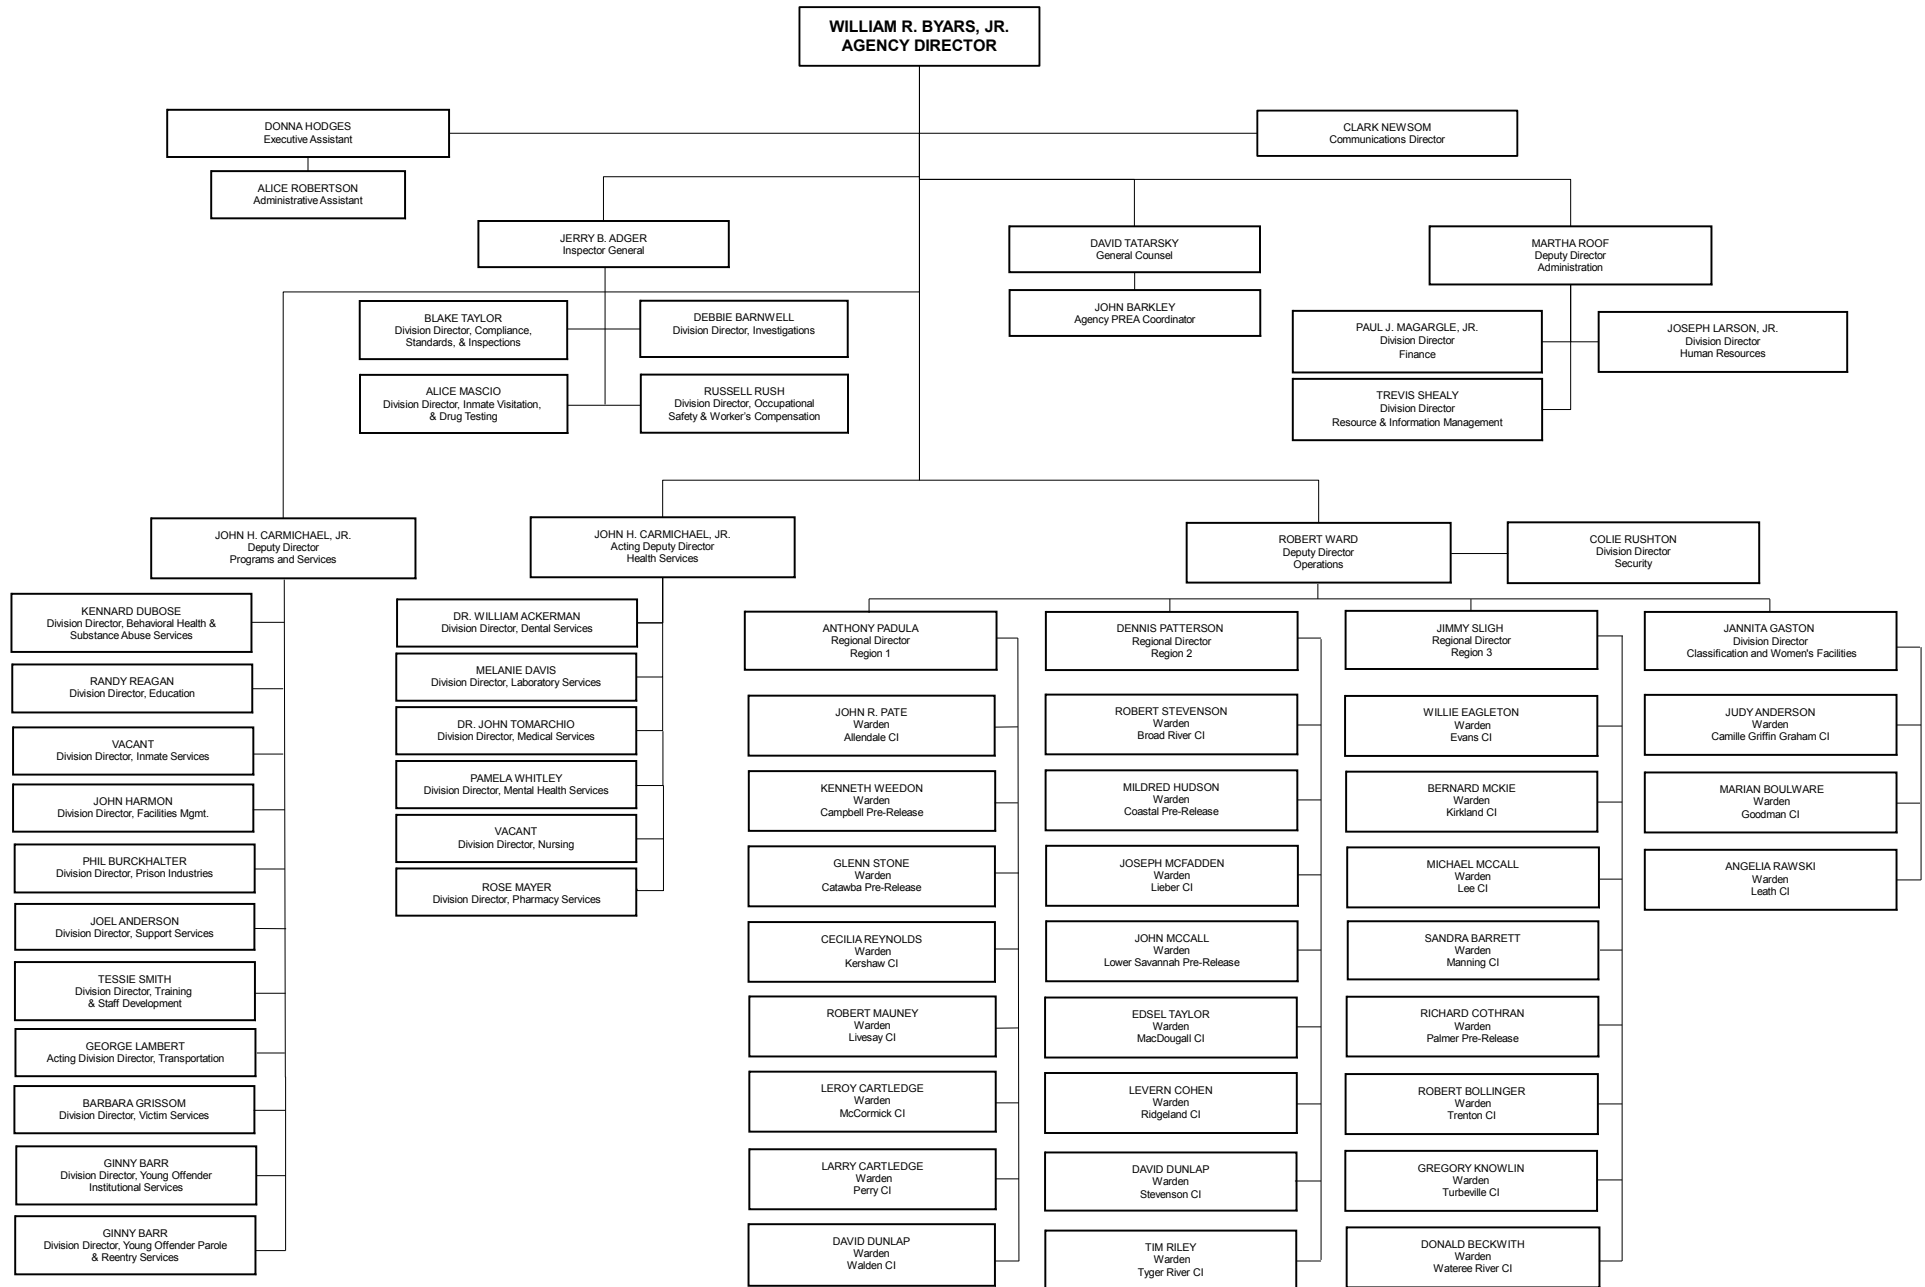 WILLIAM R. BYARS, JR.
AGENCY DIRECTOR
DONNA HODGES
Executive Assistant
CLARK NEWSOM
Communications Director
ALICE ROBERTSON
Administrative Assistant
JERRY B. ADGER
Inspector General
DAVID TATARSKY
General Counsel
MARTHA ROOF
Deputy Director
Administration
BLAKE TAYLOR
Division Director, Compliance,
Standards, & Inspections
DEBBIE BARNWELL
Division Director, Investigations
JOHN BARKLEY
Agency PREA Coordinator
PAUL J. MAGARGLE, JR.
Division Director
Finance
JOSEPH LARSON, JR.
Division Director
Human Resources
ALICE MASCIO
Division Director, Inmate Visitation,
& Drug Testing
RUSSELL RUSH
Division Director, Occupational
Safety & Worker's Compensation
TREVIS SHEALY
Division Director
Resource & Information Management
JOHN H. CARMICHAEL, JR.
Deputy Director
Programs and Services
JOHN H. CARMICHAEL, JR.
Acting Deputy Director
Health Services
ROBERT WARD
Deputy Director
Operations
COLIE RUSHTON
Division Director
Security
KENNARD DUBOSE
Division Director, Behavioral Health &
Substance Abuse Services
RANDY REAGAN
Division Director, Education
VACANT
Division Director, Inmate Services
JOHN HARMON
Division Director, Facilities Mgmt.
PHIL BURCKHALTER
Division Director, Prison Industries
JOEL ANDERSON
Division Director, Support Services
TESSIE SMITH
Division Director, Training
& Staff Development
GEORGE LAMBERT
Acting Division Director, Transportation
BARBARA GRISSOM
Division Director, Victim Services
GINNY BARR
Division Director, Young Offender
Institutional Services
GINNY BARR
Division Director, Young Offender Parole
& Reentry Services
DR. WILLIAM ACKERMAN
Division Director, Dental Services
MELANIE DAVIS
Division Director, Laboratory Services
DR. JOHN TOMARCHIO
Division Director, Medical Services
PAMELA WHITLEY
Division Director, Mental Health Services
VACANT
Division Director, Nursing
ROSE MAYER
Division Director, Pharmacy Services
ANTHONY PADULA
Regional Director
Region 1
JOHN R. PATE
Warden
Allendale CI
KENNETH WEEDON
Warden
Campbell Pre-Release
GLENN STONE
Warden
Catawba Pre-Release
CECILIA REYNOLDS
Warden
Kershaw CI
ROBERT MAUNEY
Warden
Livesay CI
LEROY CARTLEDGE
Warden
McCormick CI
LARRY CARTLEDGE
Warden
Perry CI
DAVID DUNLAP
Warden
Walden CI
DENNIS PATTERSON
Regional Director
Region 2
ROBERT STEVENSON
Warden
Broad River CI
MILDRED HUDSON
Warden
Coastal Pre-Release
JOSEPH MCFADDEN
Warden
Lieber CI
JOHN MCCALL
Warden
Lower Savannah Pre-Release
EDSEL TAYLOR
Warden
MacDougall CI
LEVERN COHEN
Warden
Ridgeland CI
DAVID DUNLAP
Warden
Stevenson CI
TIM RILEY
Warden
Tyger River CI
JIMMY SLIGH
Regional Director
Region 3
WILLIE EAGLETON
Warden
Evans CI
BERNARD MCKIE
Warden
Kirkland CI
MICHAEL MCCALL
Warden
Lee CI
SANDRA BARRETT
Warden
Manning CI
RICHARD COTHRAN
Warden
Palmer Pre-Release
ROBERT BOLLINGER
Warden
Trenton CI
GREGORY KNOWLIN
Warden
Turbeville CI
DONALD BECKWITH
Warden
Wateree River CI
JANNITA GASTON
Division Director
Classification and Women's Facilities
JUDY ANDERSON
Warden
Camille Griffin Graham CI
MARIAN BOULWARE
Warden
Goodman CI
ANGELIA RAWSKI
Warden
Leath CI